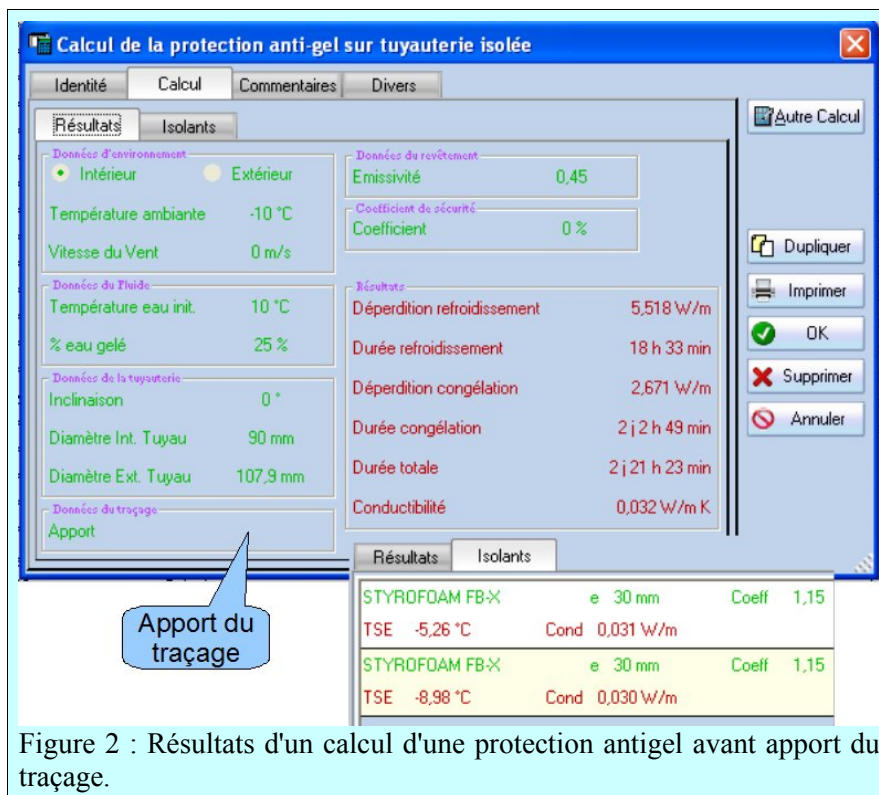 Calcul de la protection anti-gel sur tuyauterie isolée
Identité Calcul Commentaires Divers
Résultats Isolants
Données d'environnement
Intérieur Extérieur
Température ambiante -10 °C
Vitesse du Vent 0 m/s
Données du Fluide
Température eau init. 10 °C
% eau gelé 25 %
Données de la tuyauterie
Inclinaison 0 °
Diamètre Int. Tuyau 90 mm
Diamètre Ext. Tuyau 107,9 mm
Données du traçage
Apport
Données du revêtement
Emissivité 0,45
Coefficient de sécurité
Coefficient 0 %
Résultats
Déperdition refroidissement 5,518 W/m
Durée refroidissement 18 h 33 min
Déperdition congélation 2,671 W/m
Durée congélation 2 j 2 h 49 min
Durée totale 2 j 21 h 23 min
Conductibilité 0,032 W/m K
Autre Calcul
Dupliquer
Imprimer
OK
Supprimer
Annuler
Apport du
traçage
Résultats Isolants
STYROFOAM FB-X e 30 mm Coeff 1,15
TSE -5,26 °C Cond 0,031 W/m
STYROFOAM FB-X e 30 mm Coeff 1,15
TSE -8,98 °C Cond 0,030 W/m
Figure 2 : Résultats d'un calcul d'une protection antigel avant apport du
traçage.